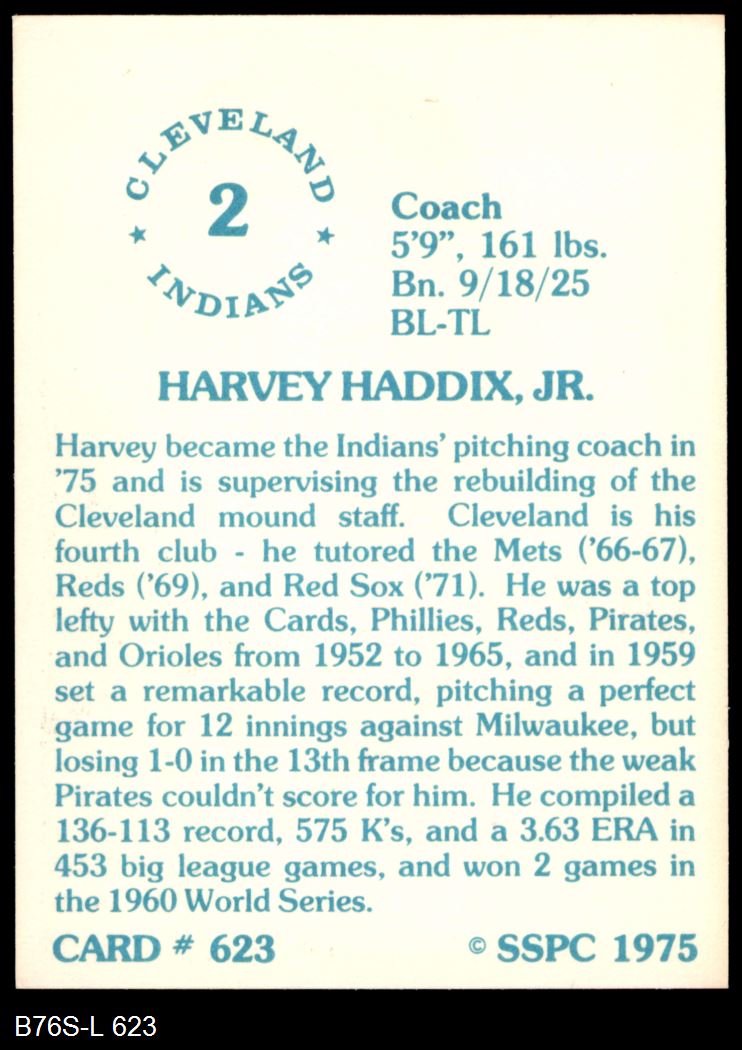 CLEVELAND
2
INDIANS
Coach
5'9", 161 lbs.
Bn. 9/18/25
BL-TL
HARVEY HADDIX, JR.
Harvey became the Indians' pitching coach in
'75 and is supervising the rebuilding of the
Cleveland mound staff. Cleveland is his
fourth club - he tutored the Mets ('66-67),
Reds ('69), and Red Sox ('71). He was a top
lefty with the Cards, Phillies, Reds, Pirates,
and Orioles from 1952 to 1965, and in 1959
set a remarkable record, pitching a perfect
game for 12 innings against Milwaukee, but
losing 1-0 in the 13th frame because the weak
Pirates couldn't score for him. He compiled a
136-113 record, 575 K's, and a 3.63 ERA in
453 big league games, and won 2 games in
the 1960 World Series.
CARD # 623 © SSPC 1975
B76S-L 623